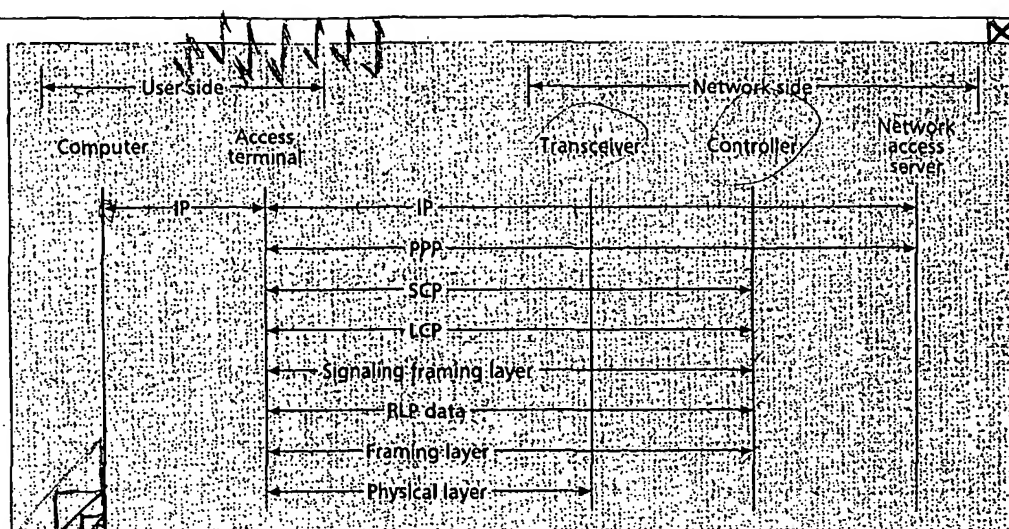 User side
Network side
Computer
Access
terminal
Transceiver
Controller
Network
access
server
IP
IP
PPP
SCP
LCP
Signaling framing layer
RLP data
Framing layer
Physical layer